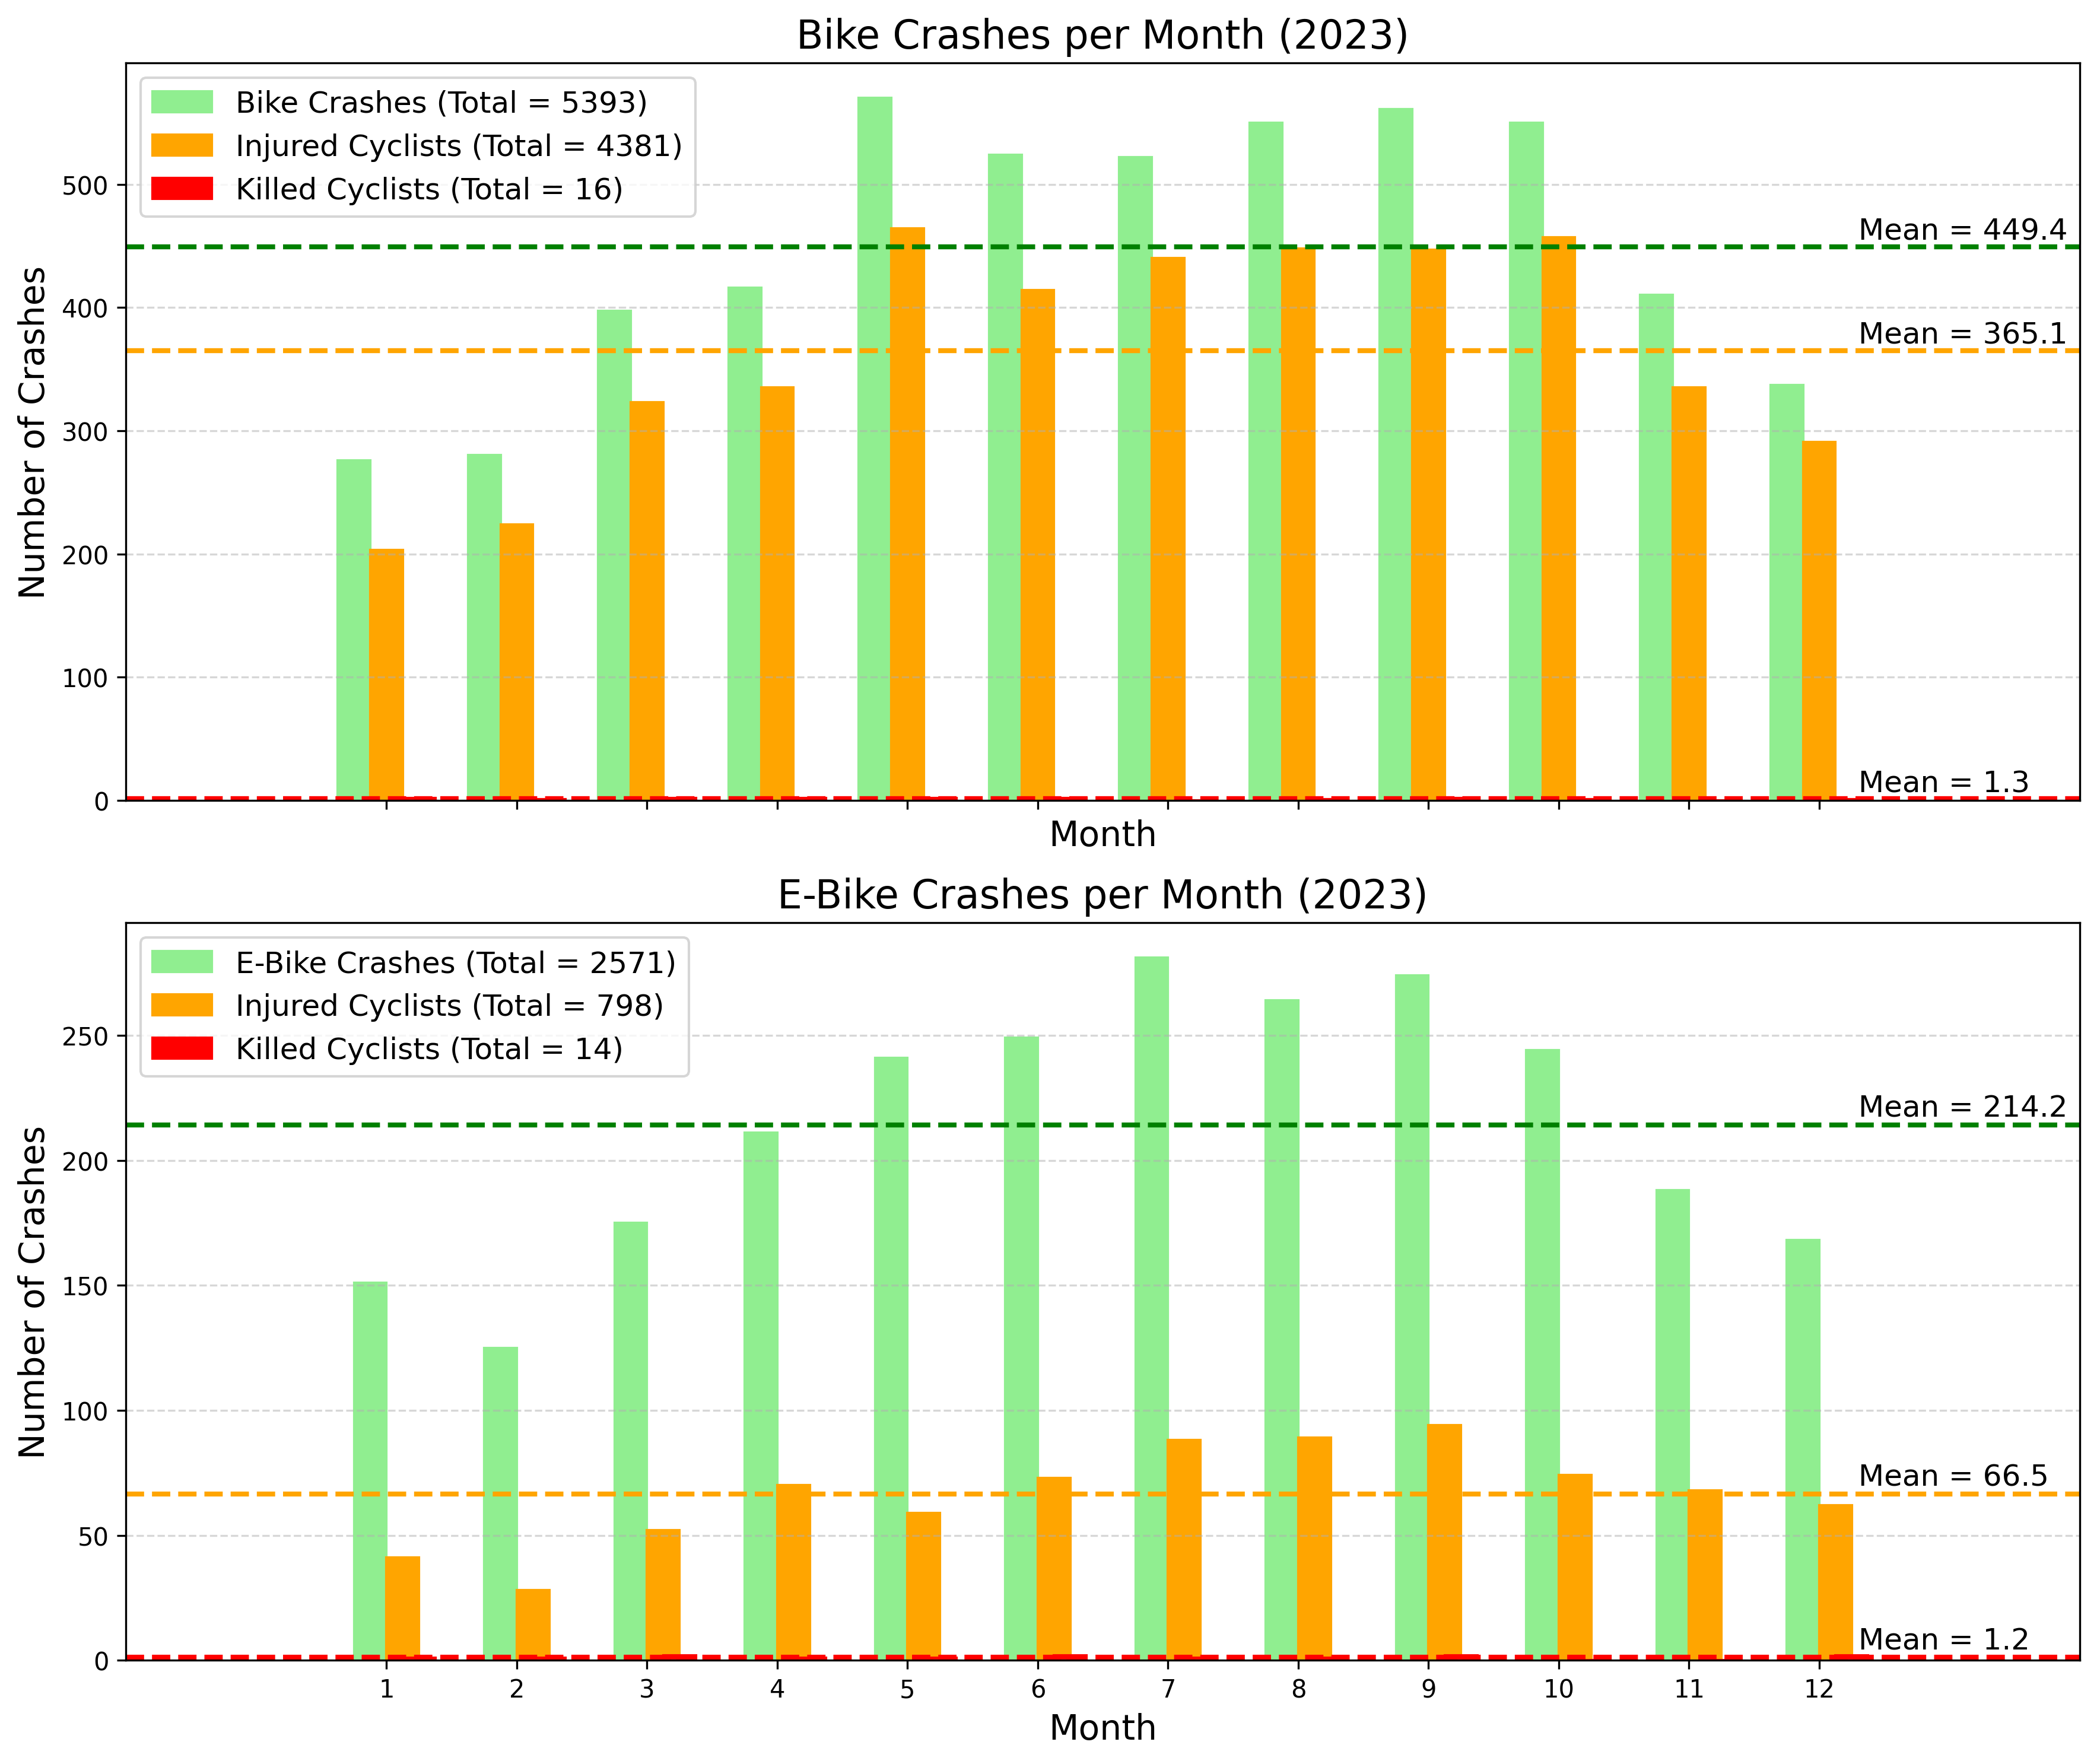 Bike Crashes per Month (2023)
Bike Crashes (Total = 5393)
Injured Cyclists (Total = 4381)
Killed Cyclists (Total = 16)
Number of Crashes
500
400
300
200
100
0
Mean = 449.4
Mean = 365.1
Mean = 1.3
Month
E-Bike Crashes per Month (2023)
E-Bike Crashes (Total = 2571)
Injured Cyclists (Total = 798)
Killed Cyclists (Total = 14)
Number of Crashes
250
200
150
100
50
0
Mean = 214.2
Mean = 66.5
Mean = 1.2
1 2 3 4 5 6 7 8 9 10 11 12
Month